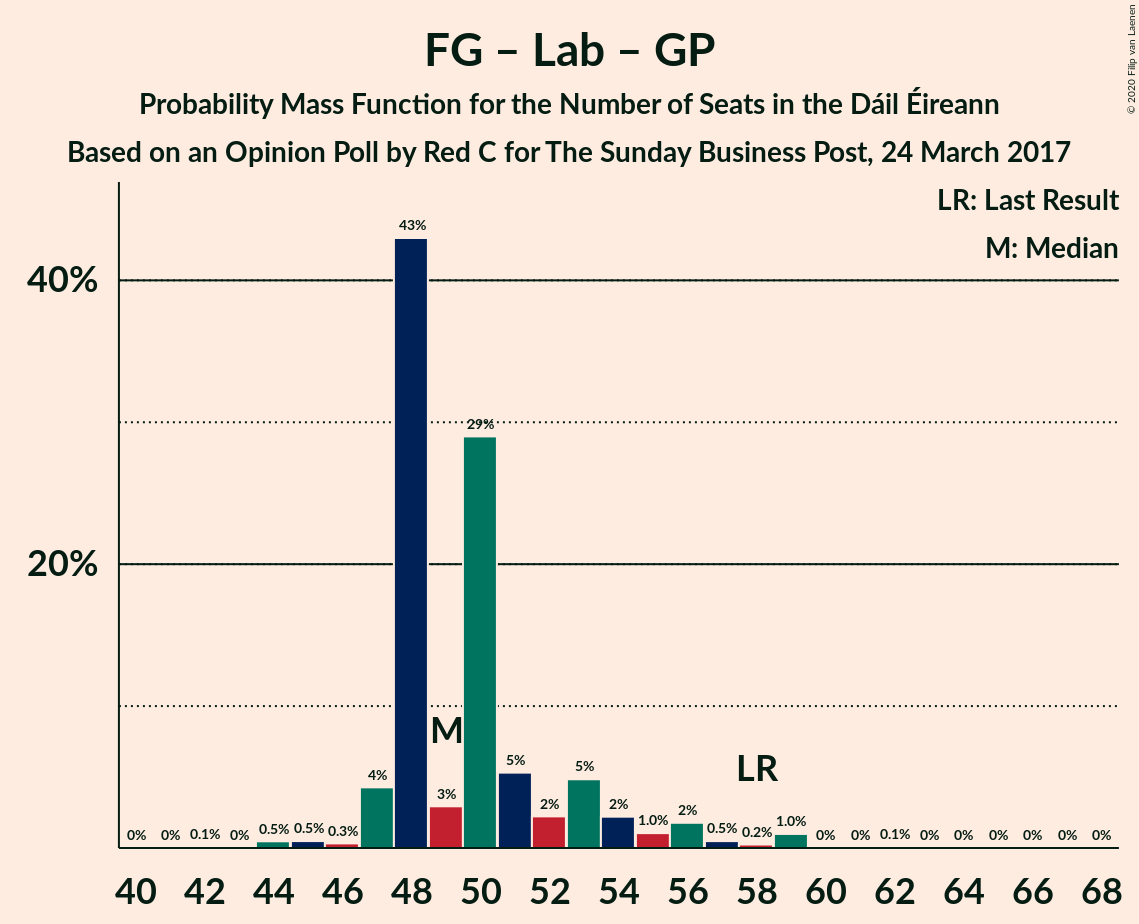 FG – Lab – GP
Probability Mass Function for the Number of Seats in the Dáil Éireann
Based on an Opinion Poll by Red C for The Sunday Business Post, 24 March 2017
© 2020 Filip van Laenen
LR: Last Result
M: Median
40%
20%
0% 0% 0.1% 0% 0.5% 0.5% 0.3% 4% 43% 3% 29% 5% 2% 5% 2% 1.0% 2% 0.5% 0.2% 1.0% 0% 0% 0.1% 0% 0% 0% 0% 0% 0%
M
LR
40 42 44 46 48 50 52 54 56 58 60 62 64 66 68